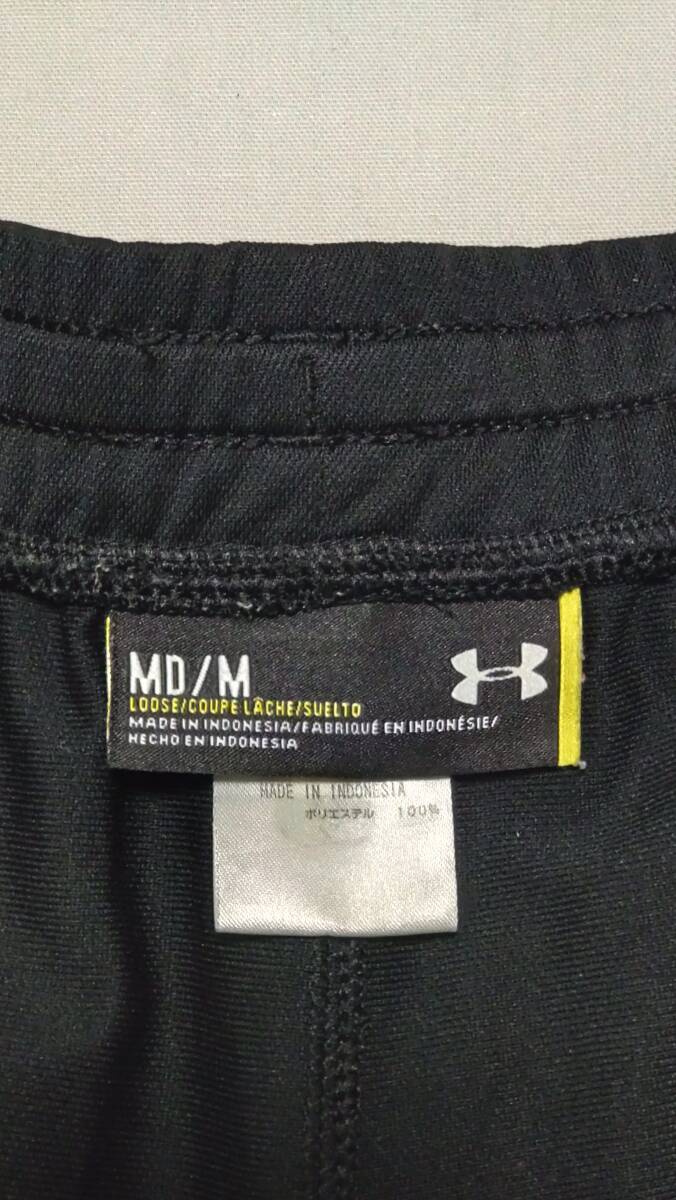 MD/M
LOOSE/COUPE LÂCHE/SUELTO
MADE IN INDONESIA/FABRIQUÉ EN INDONÉSIE/
HECHO EN INDONESIA
MADE IN INDONESIA
ポリエステル 100%